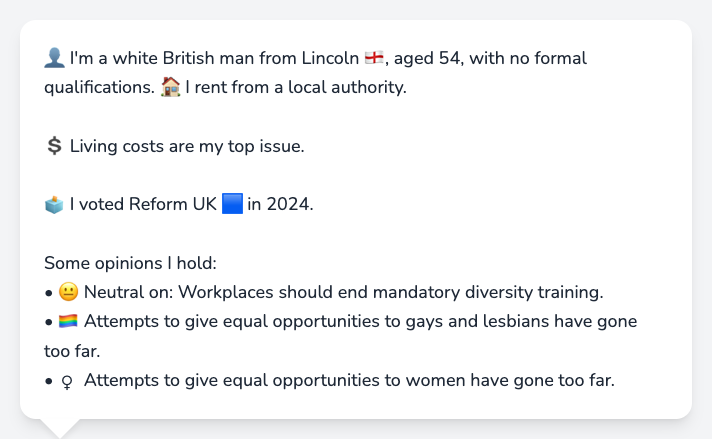 👤 I'm a white British man from Lincoln 🏴󠁧󠁢󠁥󠁮󠁧󠁿, aged 54, with no formal
qualifications. 🏠 I rent from a local authority.
💲 Living costs are my top issue.
🗳️ I voted Reform UK 🟦 in 2024.
Some opinions I hold:
• 😐 Neutral on: Workplaces should end mandatory diversity training.
• 🏳️‍🌈 Attempts to give equal opportunities to gays and lesbians have gone
too far.
• ♀ Attempts to give equal opportunities to women have gone too far.